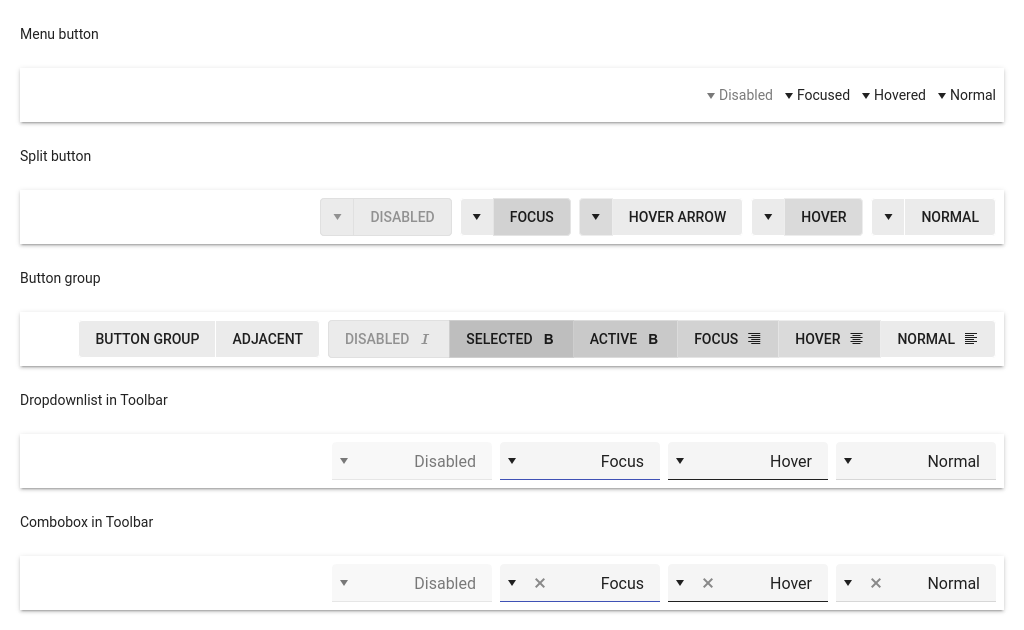 Menu button
Disabled Focused Hovered Normal
Split button
DISABLED FOCUS HOVER ARROW HOVER NORMAL
Button group
BUTTON GROUP ADJACENT DISABLED I SELECTED B ACTIVE B FOCUS HOVER NORMAL
Dropdownlist in Toolbar
Disabled Focus Hover Normal
Combobox in Toolbar
Disabled Focus Hover Normal